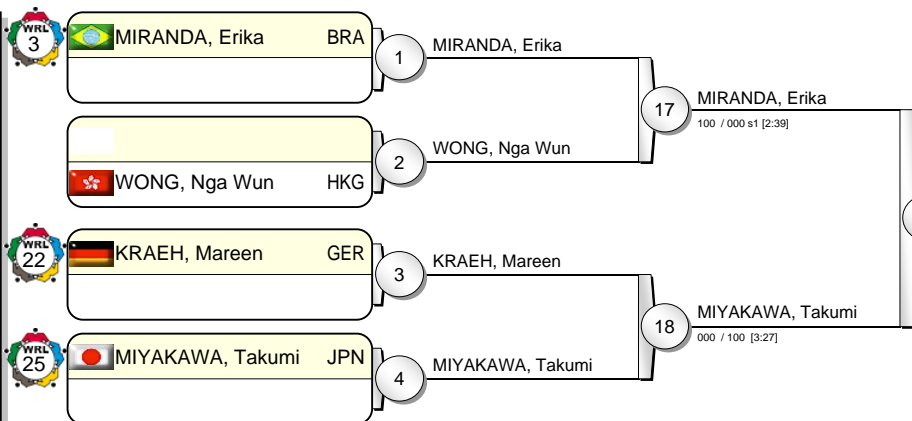 WRL
3
MIRANDA, Erika BRA
1
MIRANDA, Erika
17
MIRANDA, Erika
100 / 000 s1 [2:39]
2
WONG, Nga Wun
WONG, Nga Wun HKG
WRL
22
KRAEH, Mareen GER
3
KRAEH, Mareen
18
MIYAKAWA, Takumi
000 / 100 [3:27]
WRL
25
MIYAKAWA, Takumi JPN
4
MIYAKAWA, Takumi